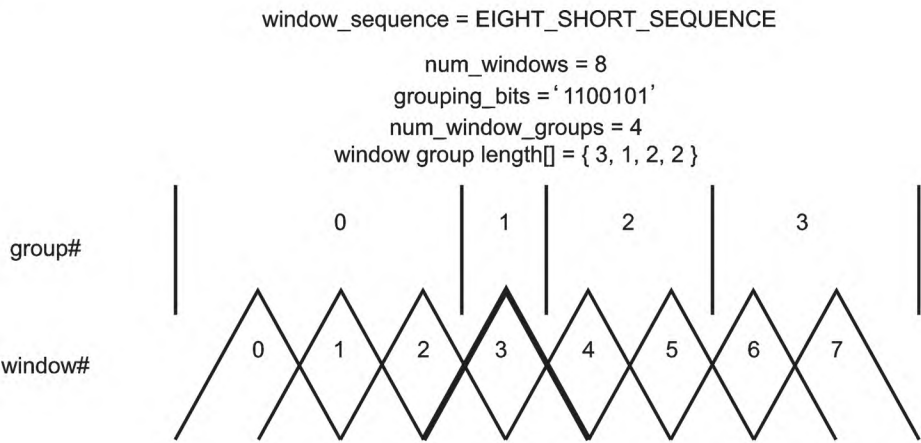 window_sequence = EIGHT_SHORT_SEQUENCE
num_windows = 8
grouping_bits = ‘ 1100101’
num_window_groups = 4
window group length[] = { 3, 1, 2, 2 }
group# 0 1 2 3
window# 0 1 2 3 4 5 6 7